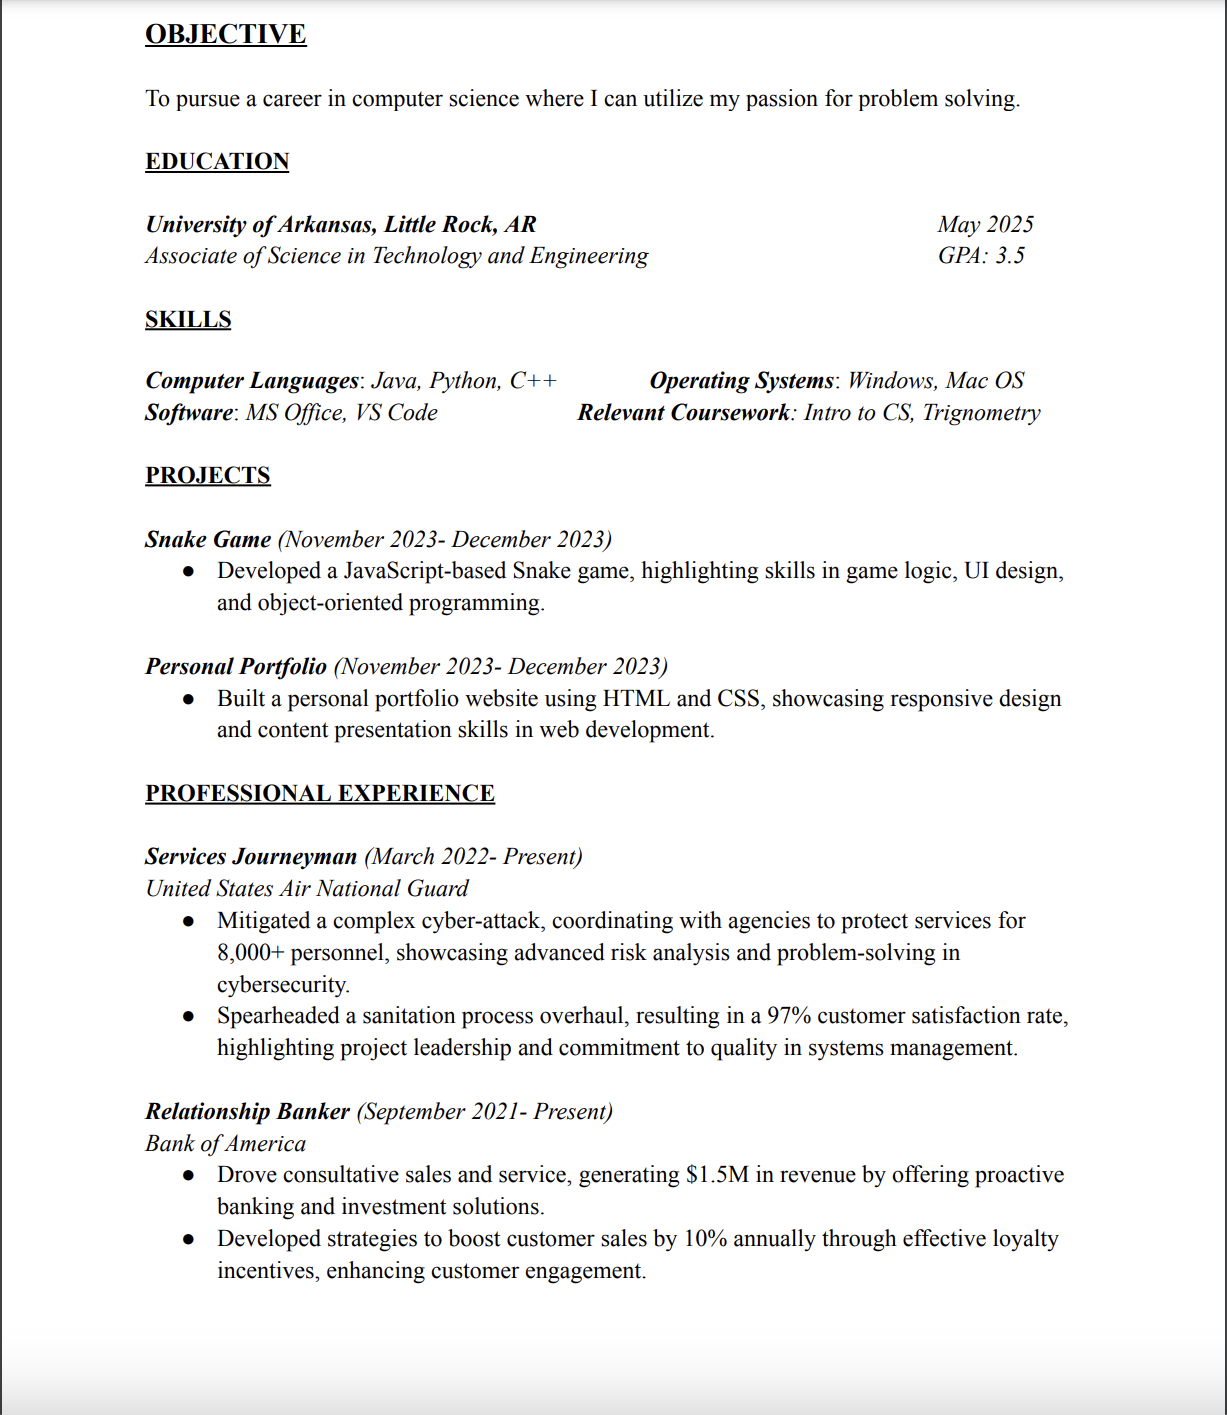 OBJECTIVE
To pursue a career in computer science where I can utilize my passion for problem solving.
EDUCATION
University of Arkansas, Little Rock, AR May 2025
Associate of Science in Technology and Engineering GPA: 3.5
SKILLS
Computer Languages: Java, Python, C++ Operating Systems: Windows, Mac OS
Software: MS Office, VS Code Relevant Coursework: Intro to CS, Trignometry
PROJECTS
Snake Game (November 2023- December 2023)
● Developed a JavaScript-based Snake game, highlighting skills in game logic, UI design,
and object-oriented programming.
Personal Portfolio (November 2023- December 2023)
● Built a personal portfolio website using HTML and CSS, showcasing responsive design
and content presentation skills in web development.
PROFESSIONAL EXPERIENCE
Services Journeyman (March 2022- Present)
United States Air National Guard
● Mitigated a complex cyber-attack, coordinating with agencies to protect services for
8,000+ personnel, showcasing advanced risk analysis and problem-solving in
cybersecurity.
● Spearheaded a sanitation process overhaul, resulting in a 97% customer satisfaction rate,
highlighting project leadership and commitment to quality in systems management.
Relationship Banker (September 2021- Present)
Bank of America
● Drove consultative sales and service, generating $1.5M in revenue by offering proactive
banking and investment solutions.
● Developed strategies to boost customer sales by 10% annually through effective loyalty
incentives, enhancing customer engagement.